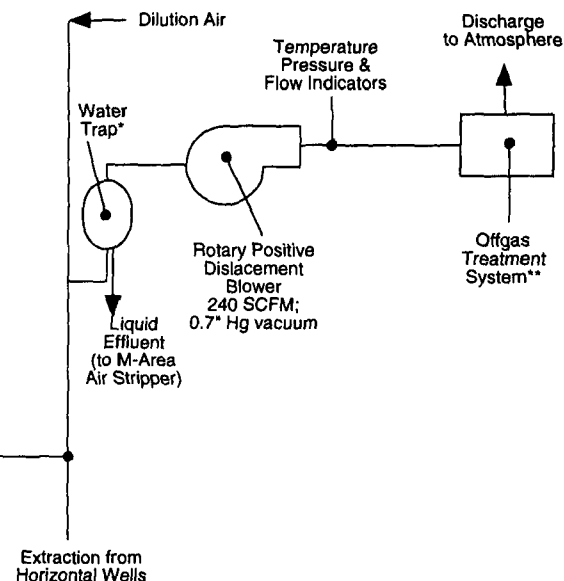 Dilution Air
Discharge
to Atmosphere
Temperature
Pressure &
Flow Indicators
Water
Trap*
Rotary Positive
Dislacement
Blower
240 SCFM;
0.7" Hg vacuum
Offgas
Treatment
System**
Liquid
Effluent
(to M-Area
Air Stripper)
Extraction from
Horizontal Wells